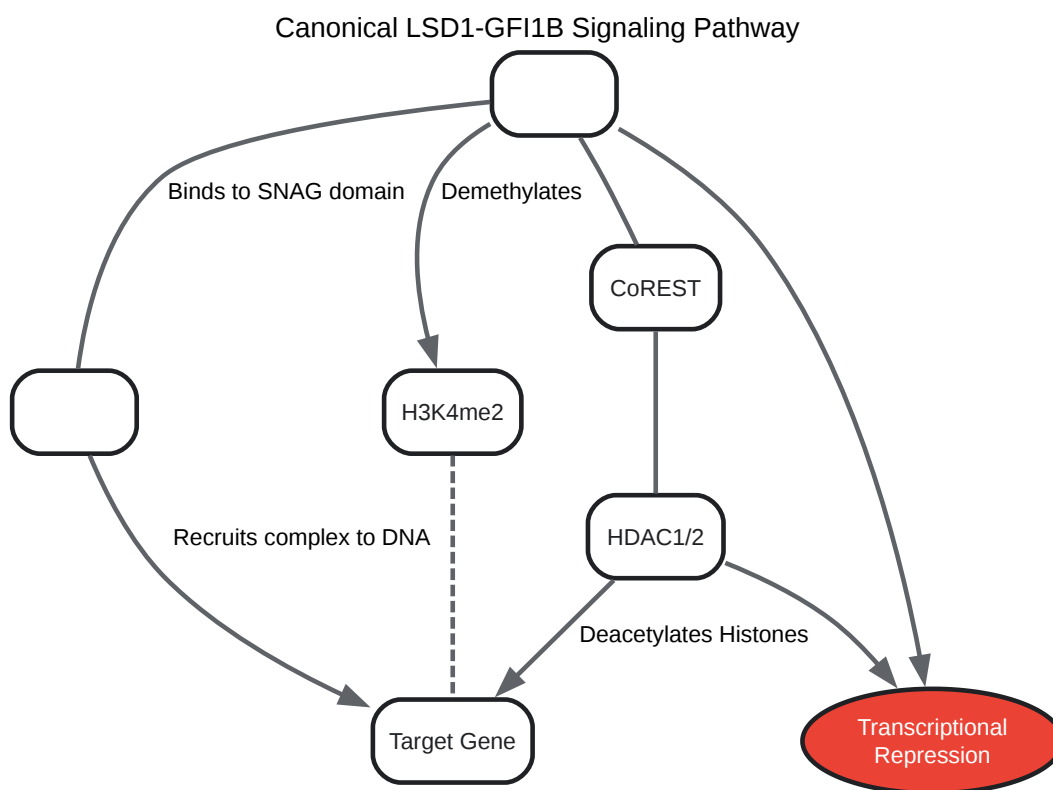 Canonical LSD1-GFI1B Signaling Pathway
Binds to SNAG domain
Demethylates
CoREST
H3K4me2
Recruits complex to DNA
HDAC1/2
Deacetylates Histones
Target Gene
Transcriptional
Repression